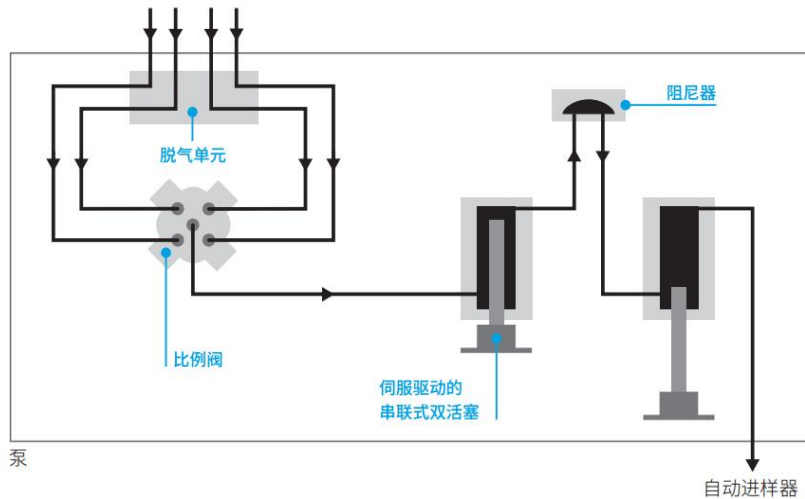 阻尼器
脱气单元
比例阀
伺服驱动的
串联式双活塞
泵
自动进样器